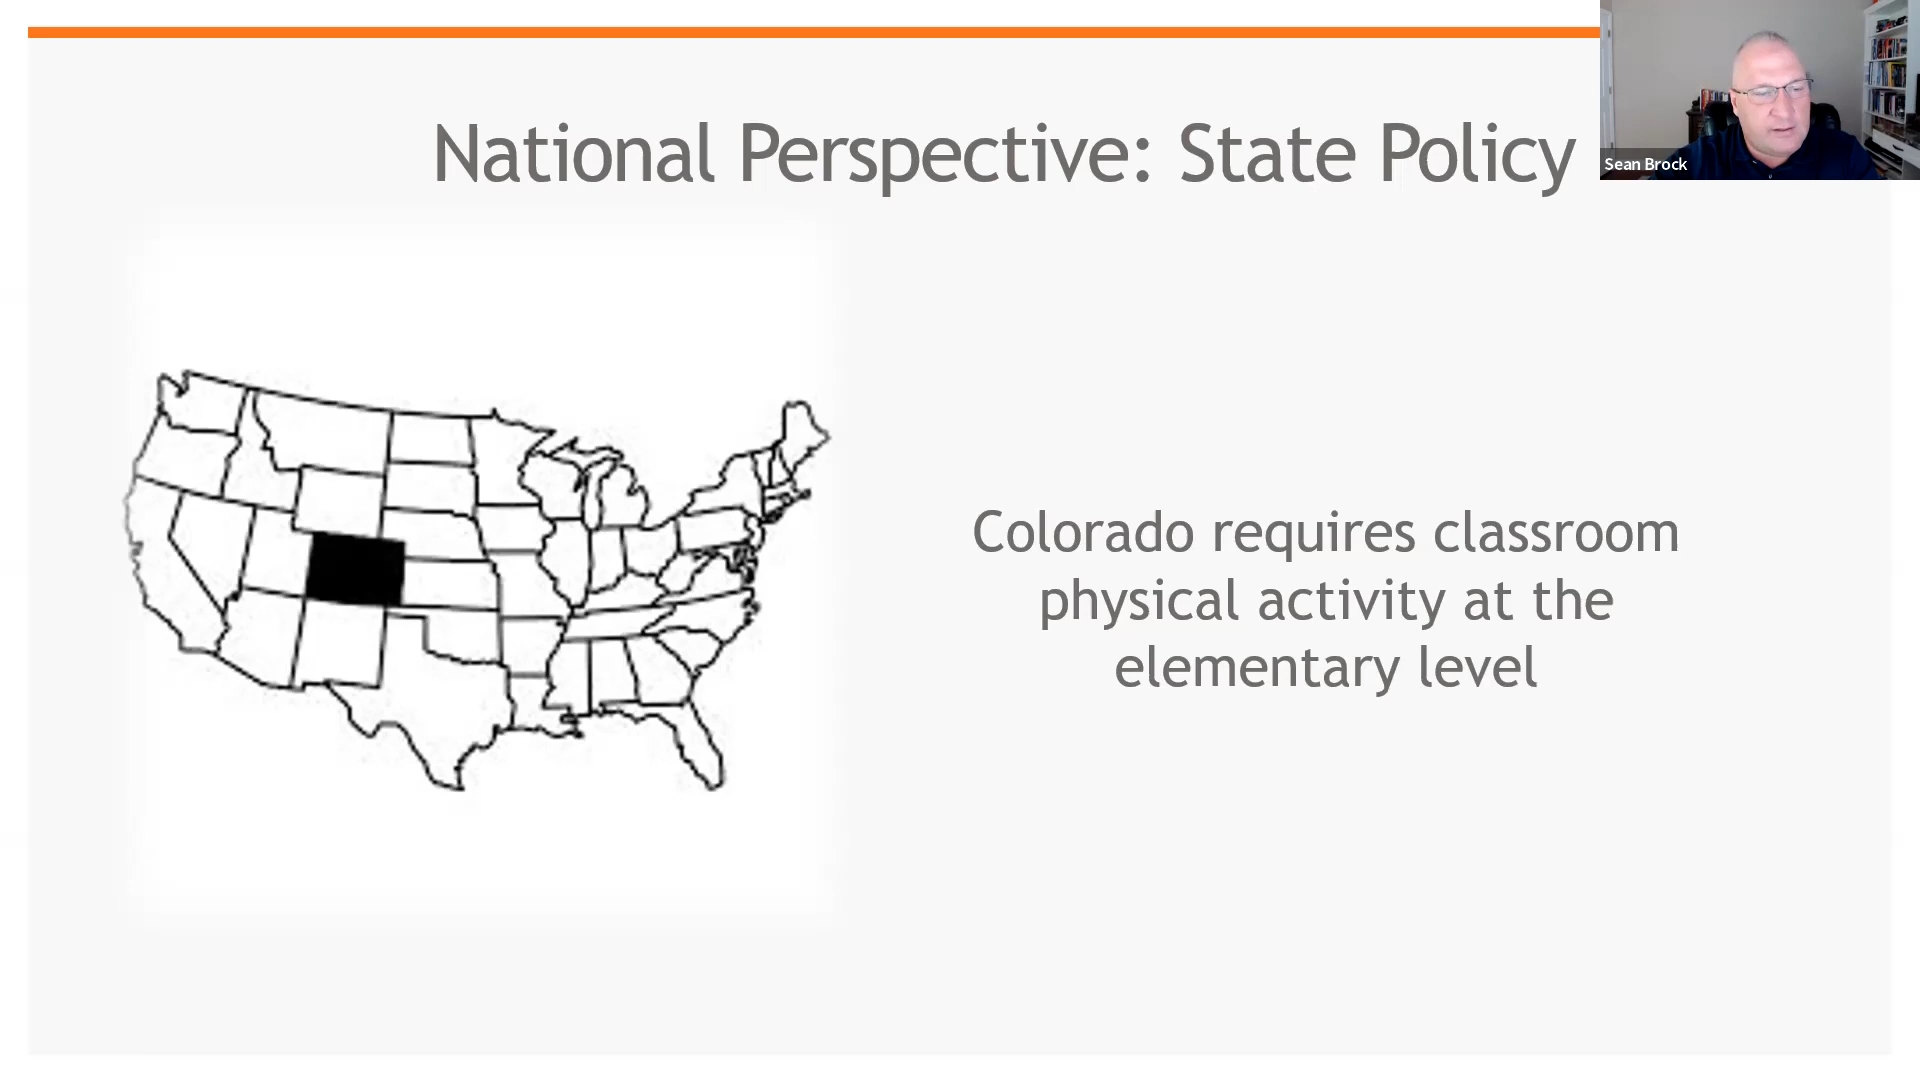 National Perspective: State Policy
Sean Brock
Colorado requires classroom
physical activity at the
elementary level